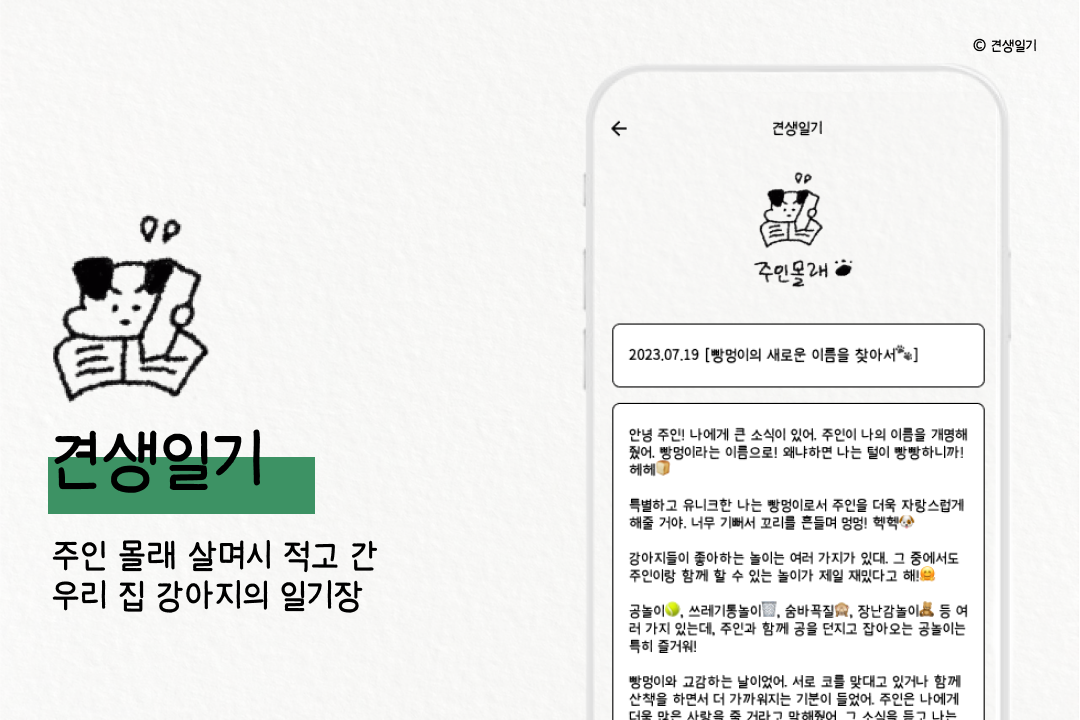 © 견생일기
견생일기
주인몰래
2023.07.19 [빵멍이의 새로운 이름을 찾아서🐾]
안녕 주인! 나에게 큰 소식이 있어. 주인이 나의 이름을 개명해
줬어. 빵멍이라는 이름으로! 왜냐하면 나는 털이 빵빵하니까!
헤헤🍞
특별하고 유니크한 나는 빵멍이로서 주인을 더욱 자랑스럽게
해줄 거야. 너무 기뻐서 꼬리를 흔들며 멍멍! 헥헥🐶
강아지들이 좋아하는 놀이는 여러 가지가 있대. 그 중에서도
주인이랑 함께 할 수 있는 놀이가 제일 재밌다고 해!🤗
공놀이🎾, 쓰레기통놀이🗑️, 숨바꼭질🙈, 장난감놀이🧸 등 여
러 가지 있는데, 주인과 함께 공을 던지고 잡아오는 공놀이는
특히 즐거워!
빵멍이와 교감하는 날이었어. 서로 코를 맞대고 있거나 함께
산책을 하면서 더 가까워지는 기분이 들었어. 주인은 나에게
더욱 많은 사랑을 줄 거라고 말해줬어. 그 소식을 듣고 나는
견생일기
주인 몰래 살며시 적고 간
우리 집 강아지의 일기장